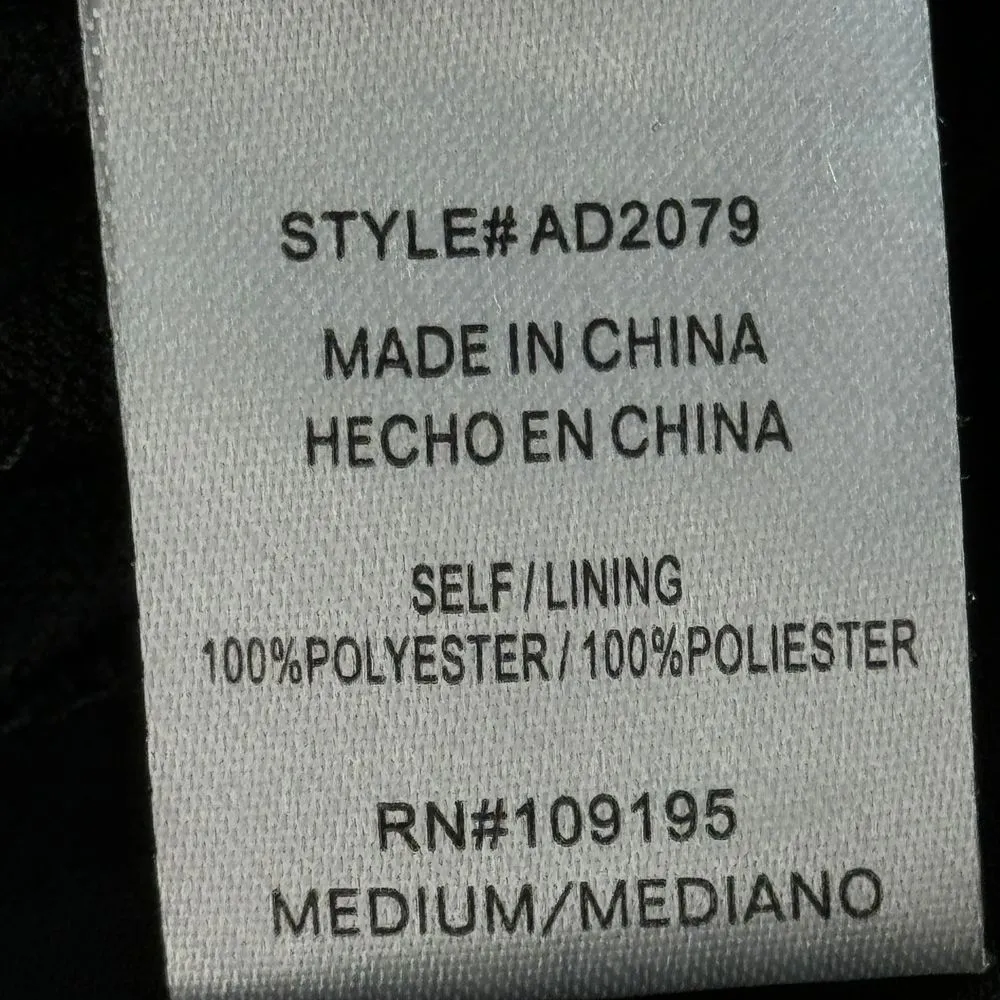 STYLE# AD2079
MADE IN CHINA
HECHO EN CHINA
SELF/LINING
100%POLYESTER/100%POLIESTER
RN#109195
MEDIUM/MEDIANO